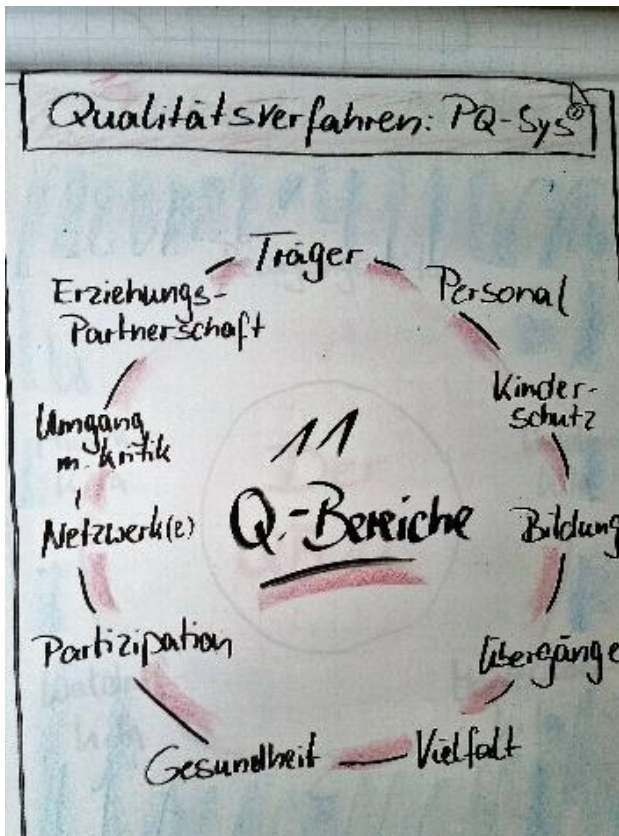 Qualitätsverfahren: PQ-Sys®
Träger
Personal
Kinder-
schutz
Bildung
Übergänge
Vielfalt
Gesundheit
Partizipation
Netzwerk(e)
Umgang
m. Kritik
Erziehungs-
Partnerschaft
11
Q.-Bereiche